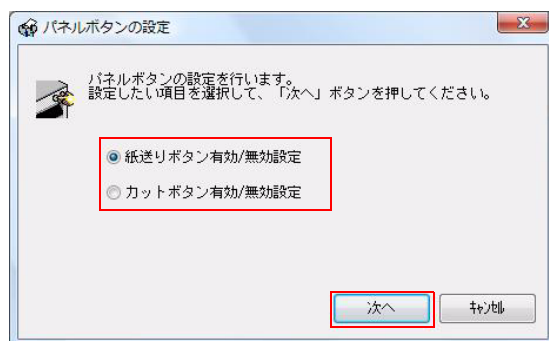 パネルボタンの設定
パネルボタンの設定を行います。
設定したい項目を選択して、「次へ」ボタンを押してください。
紙送りボタン有効/無効設定
カットボタン有効/無効設定
次へ
ｷｬﾝｾﾙ